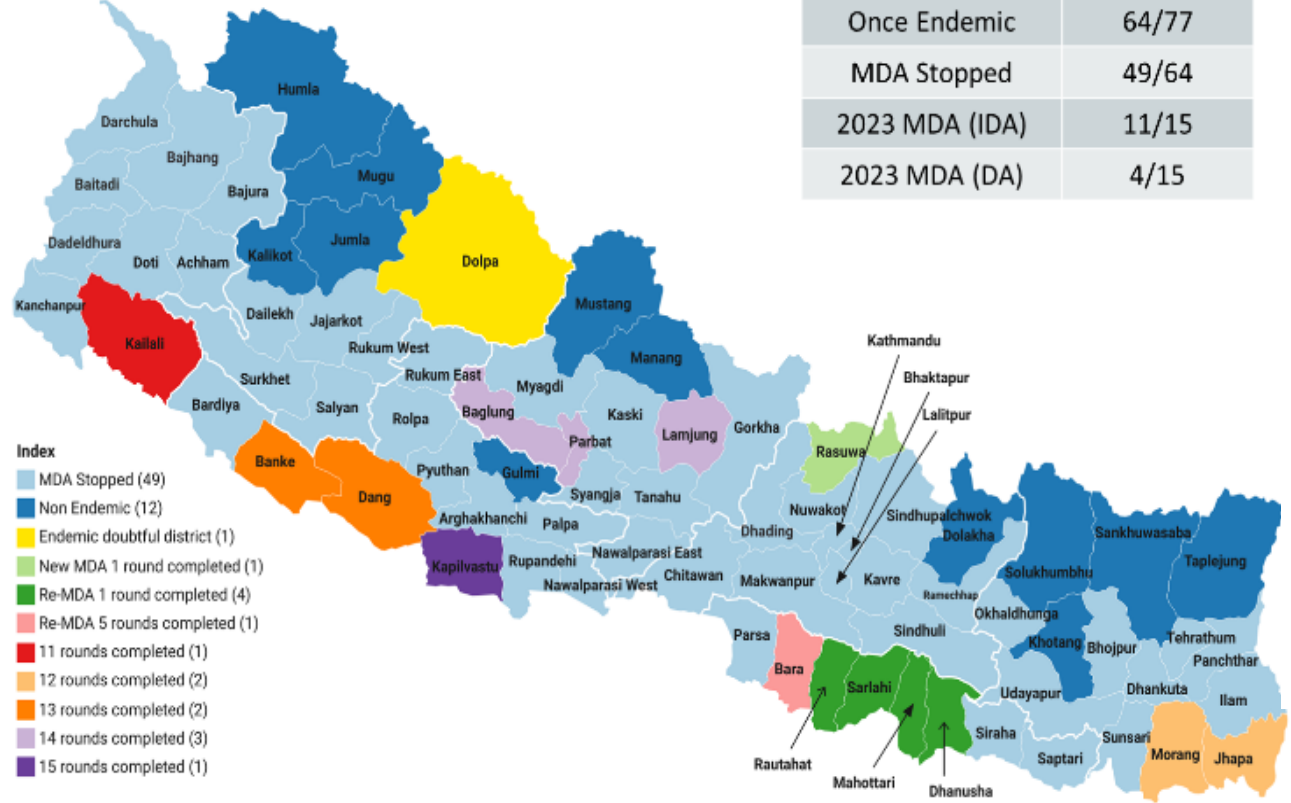 Once Endemic 64/77
MDA Stopped 49/64
2023 MDA (IDA) 11/15
2023 MDA (DA) 4/15
Humla
Darchula
Bajhang
Baitadi
Bajura
Mugu
Dadeldhura
Doti
Achham
Kalikot
Jumla
Dolpa
Kanchanpur
Kailali
Dailekh
Jajarkot
Rukum West
Mustang
Manang
Surkhet
Rukum East
Myagdi
Bardiya
Salyan
Rolpa
Baglung
Kaski
Parbat
Lamjung
Gorkha
Kathmandu
Bhaktapur
Lalitpur
Banke
Dang
Pyuthan
Gulmi
Syangja
Tanahu
Rasuwa
Nuwakot
Sindhupalchwok
Dolakha
Sankhuwasaba
Taplejung
Arghakhanchi
Palpa
Dhading
Kapilvastu
Rupandehi
Nawalparasi East
Nawalparasi West
Chitawan
Makwanpur
Kavre
Ramechhap
Solukhumbhu
Okhaldhunga
Khotang
Bhojpur
Tehrathum
Panchthar
Parsa
Bara
Sindhuli
Sarlahi
Udayapur
Dhankuta
Ilam
Siraha
Saptari
Sunsari
Morang
Jhapa
Rautahat
Mahottari
Dhanusha
Index
MDA Stopped (49)
Non Endemic (12)
Endemic doubtful district (1)
New MDA 1 round completed (1)
Re-MDA 1 round completed (4)
Re-MDA 5 rounds completed (1)
11 rounds completed (1)
12 rounds completed (2)
13 rounds completed (2)
14 rounds completed (3)
15 rounds completed (1)